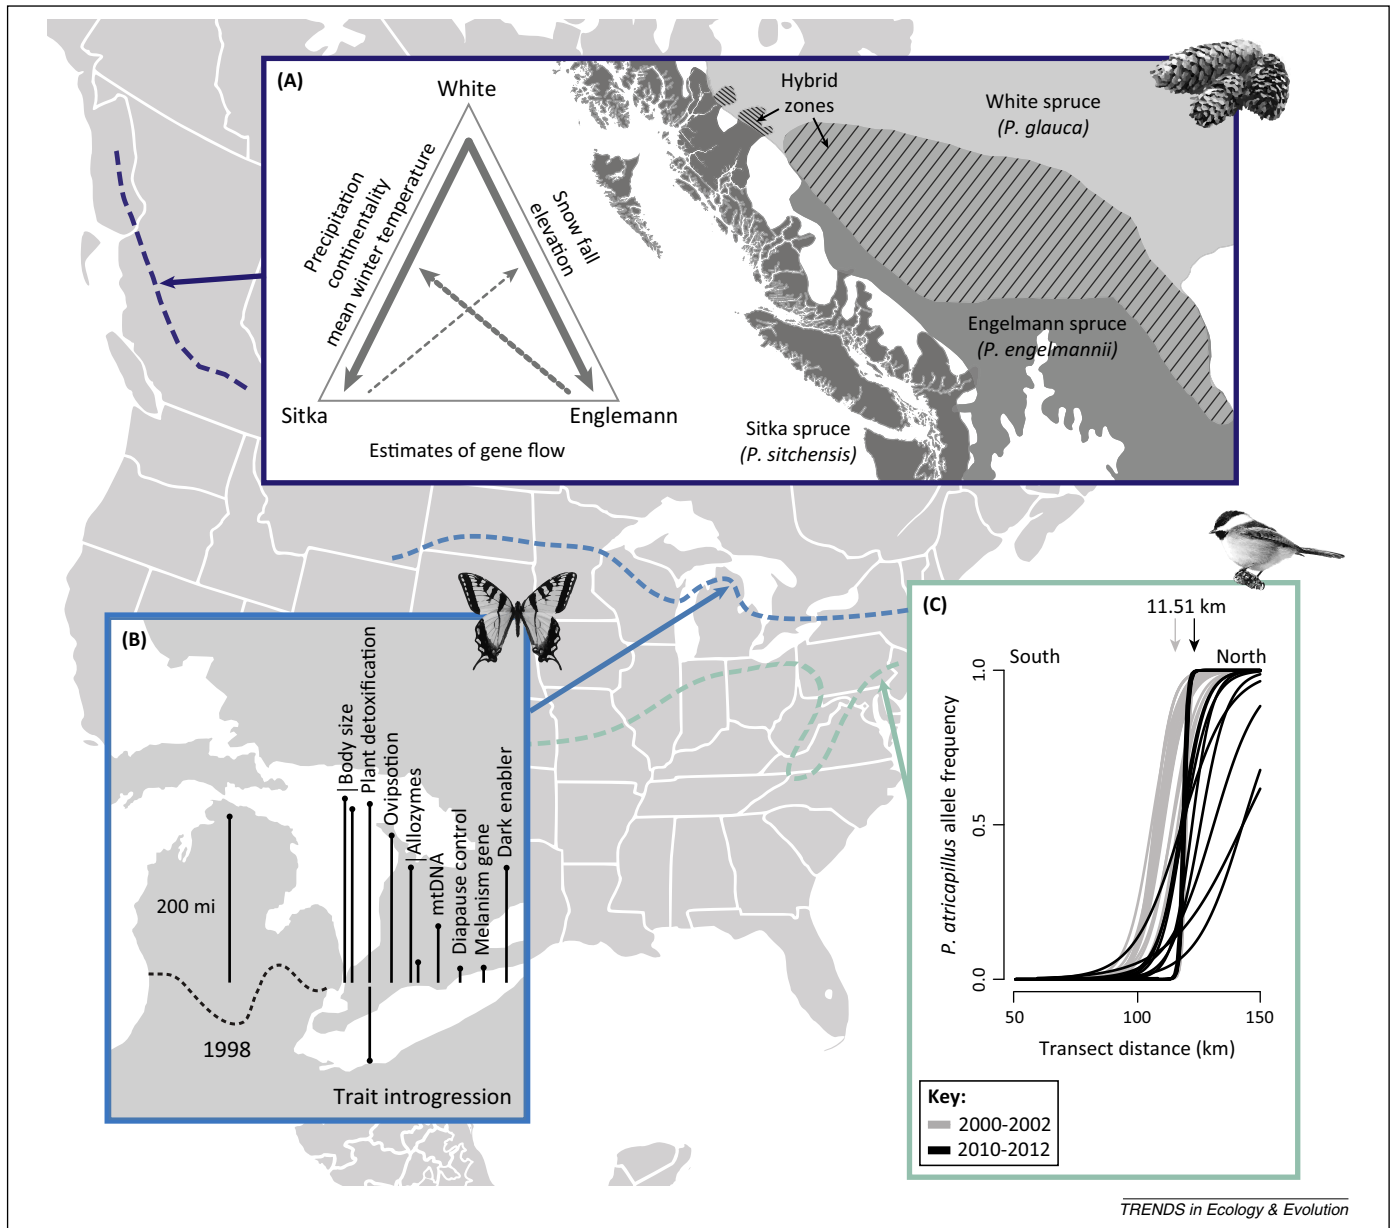 (A)
White
Precipitation
continentality
mean winter temperature
Snow fall
elevation
Sitka
Englemann
Estimates of gene flow
Hybrid
zones
White spruce
(P. glauca)
Engelmann spruce
(P. engelmannii)
Sitka spruce
(P. sitchensis)
(B)
200 mi
1998
Body size
Plant detoxification
Ovipsotion
Allozymes
mtDNA
Diapause control
Melanism gene
Dark enabler
Trait introgression
(C)
11.51 km
South
North
P. atricapillus allele frequency
1.0
0.5
0.0
50
100
150
Transect distance (km)
Key:
2000-2002
2010-2012
TRENDS in Ecology & Evolution